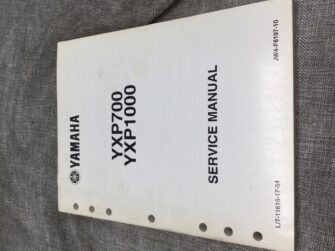 YAMAHA
YXP700
YXP1000
SERVICE MANUAL
LIT-11616-17-54